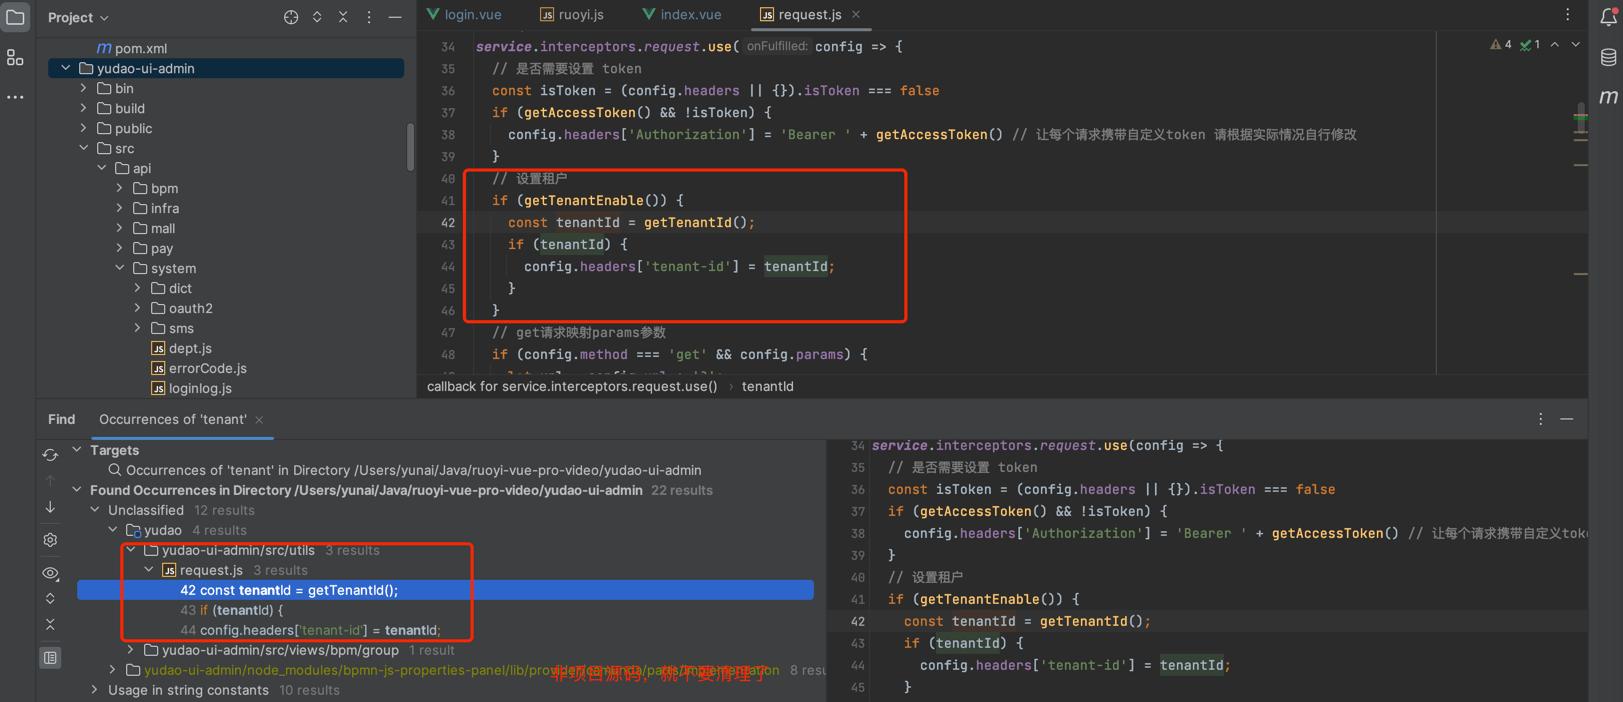 Project
login.vue
ruoyi.js
index.vue
request.js
pom.xml
yudao-ui-admin
bin
build
public
src
api
bpm
infra
mall
pay
system
dict
oauth2
sms
dept.js
errorCode.js
loginlog.js
4 1
34 service.interceptors.request.use( onFulfilled: config => {
35 // 是否需要设置 token
36 const isToken = (config.headers || {}).isToken === false
37 if (getAccessToken() && !isToken) {
38 config.headers['Authorization'] = 'Bearer ' + getAccessToken() // 让每个请求携带自定义token 请根据实际情况自行修改
39 }
40 // 设置租户
41 if (getTenantEnable()) {
42 const tenantId = getTenantId();
43 if (tenantId) {
44 config.headers['tenant-id'] = tenantId;
45 }
46 }
47 // get请求映射params参数
48 if (config.method === 'get' && config.params) {
callback for service.interceptors.request.use() › tenantId
m
Find
Occurrences of 'tenant'
Targets
Occurrences of 'tenant' in Directory /Users/yunai/Java/ruoyi-vue-pro-video/yudao-ui-admin
Found Occurrences in Directory /Users/yunai/Java/ruoyi-vue-pro-video/yudao-ui-admin 22 results
Unclassified 12 results
yudao 4 results
yudao-ui-admin/src/utils 3 results
request.js 3 results
42 const tenantId = getTenantId();
43 if (tenantId) {
44 config.headers['tenant-id'] = tenantId;
yudao-ui-admin/src/views/bpm/group 1 result
yudao-ui-admin/node_modules/bpmn-js-properties-panel/lib/provider/camunda/parts/implementation 8 resu
非项目源码，就不要清理了
Usage in string constants 10 results
34 service.interceptors.request.use(config => {
35 // 是否需要设置 token
36 const isToken = (config.headers || {}).isToken === false
37 if (getAccessToken() && !isToken) {
38 config.headers['Authorization'] = 'Bearer ' + getAccessToken() // 让每个请求携带自定义tok
39 }
40 // 设置租户
41 if (getTenantEnable()) {
42 const tenantId = getTenantId();
43 if (tenantId) {
44 config.headers['tenant-id'] = tenantId;
45 }